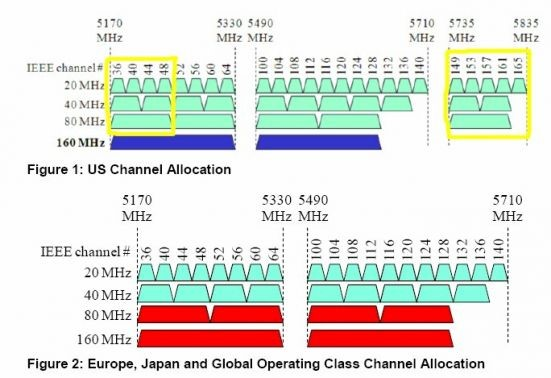 5170 5330 5490 5710 5735 5835
MHz MHz MHz MHz MHz MHz
IEEE channel # 36 40 44 48 52 56 60 64 100 104 108 112 116 120 124 128 132 136 140 149 153 157 161 165
20 MHz
40 MHz
80 MHz
160 MHz
Figure 1: US Channel Allocation
5170 5330 5490 5710
MHz MHz MHz MHz
IEEE channel # 36 40 44 48 52 56 60 64 100 104 108 112 116 120 124 128 132 136 140
20 MHz
40 MHz
80 MHz
160 MHz
Figure 2: Europe, Japan and Global Operating Class Channel Allocation